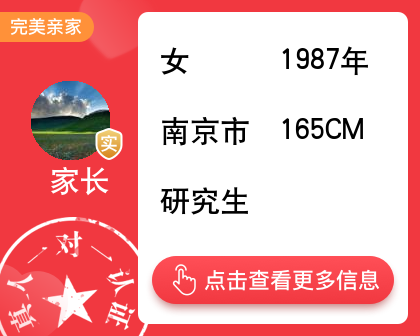 完美亲家
女 1987年
南京市 165CM
研究生
实
家长
真人一对一认证
点击查看更多信息